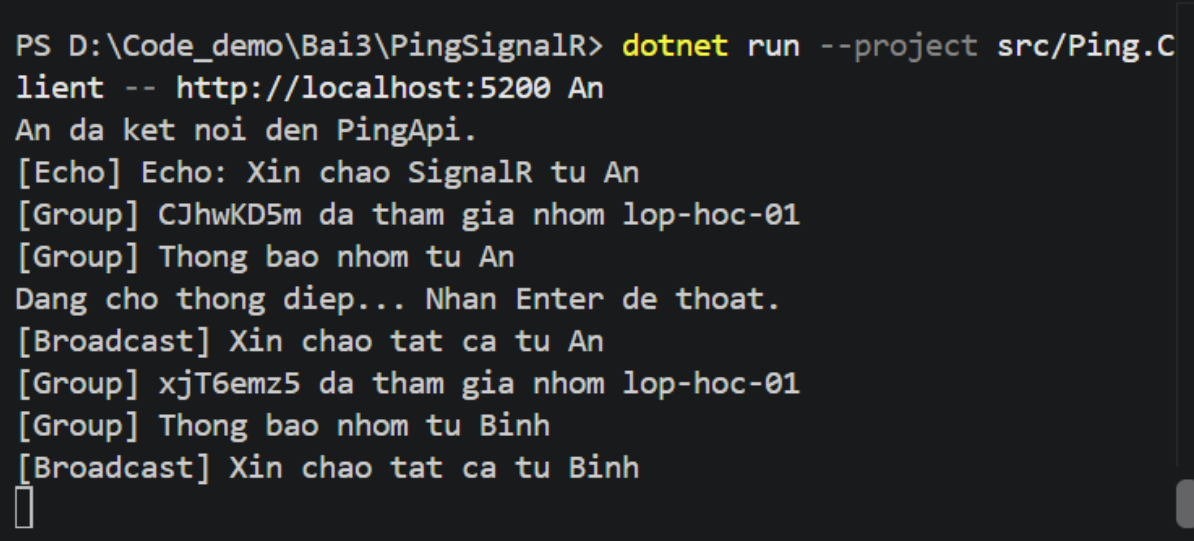 PS D:\Code_demo\Bai3\PingSignalR> dotnet run --project src/Ping.C
lient -- http://localhost:5200 An
An da ket noi den PingApi.
[Echo] Echo: Xin chao SignalR tu An
[Group] CJhwKD5m da tham gia nhom lop-hoc-01
[Group] Thong bao nhom tu An
Dang cho thong diep... Nhan Enter de thoat.
[Broadcast] Xin chao tat ca tu An
[Group] xjT6emz5 da tham gia nhom lop-hoc-01
[Group] Thong bao nhom tu Binh
[Broadcast] Xin chao tat ca tu Binh